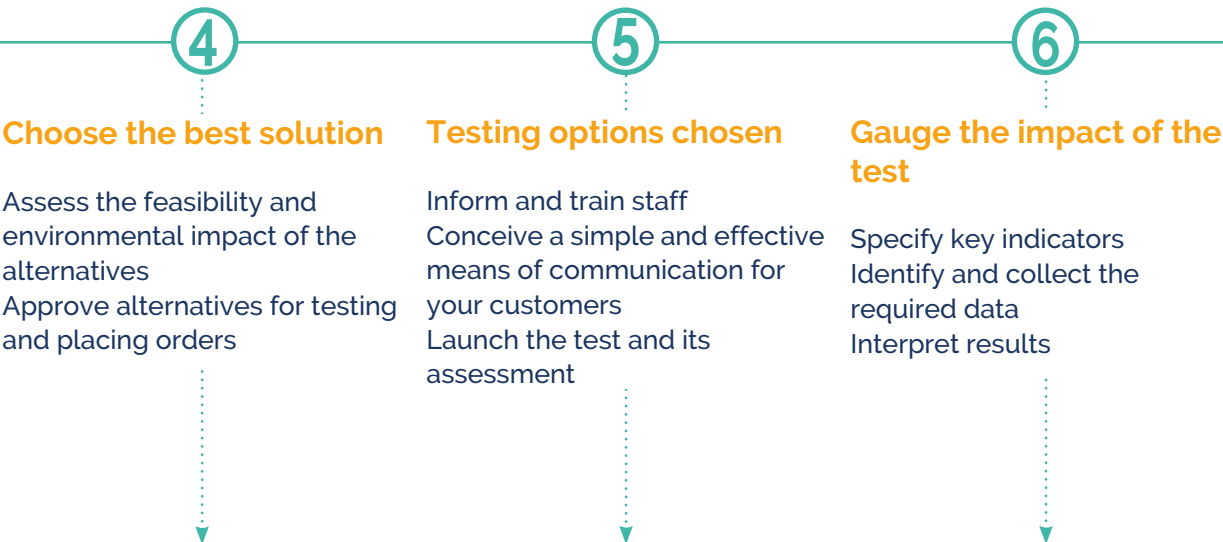 4
Choose the best solution
Assess the feasibility and
environmental impact of the
alternatives
Approve alternatives for testing
and placing orders
5
Testing options chosen
Inform and train staff
Conceive a simple and effective
means of communication for
your customers
Launch the test and its
assessment
6
Gauge the impact of the
test
Specify key indicators
Identify and collect the
required data
Interpret results